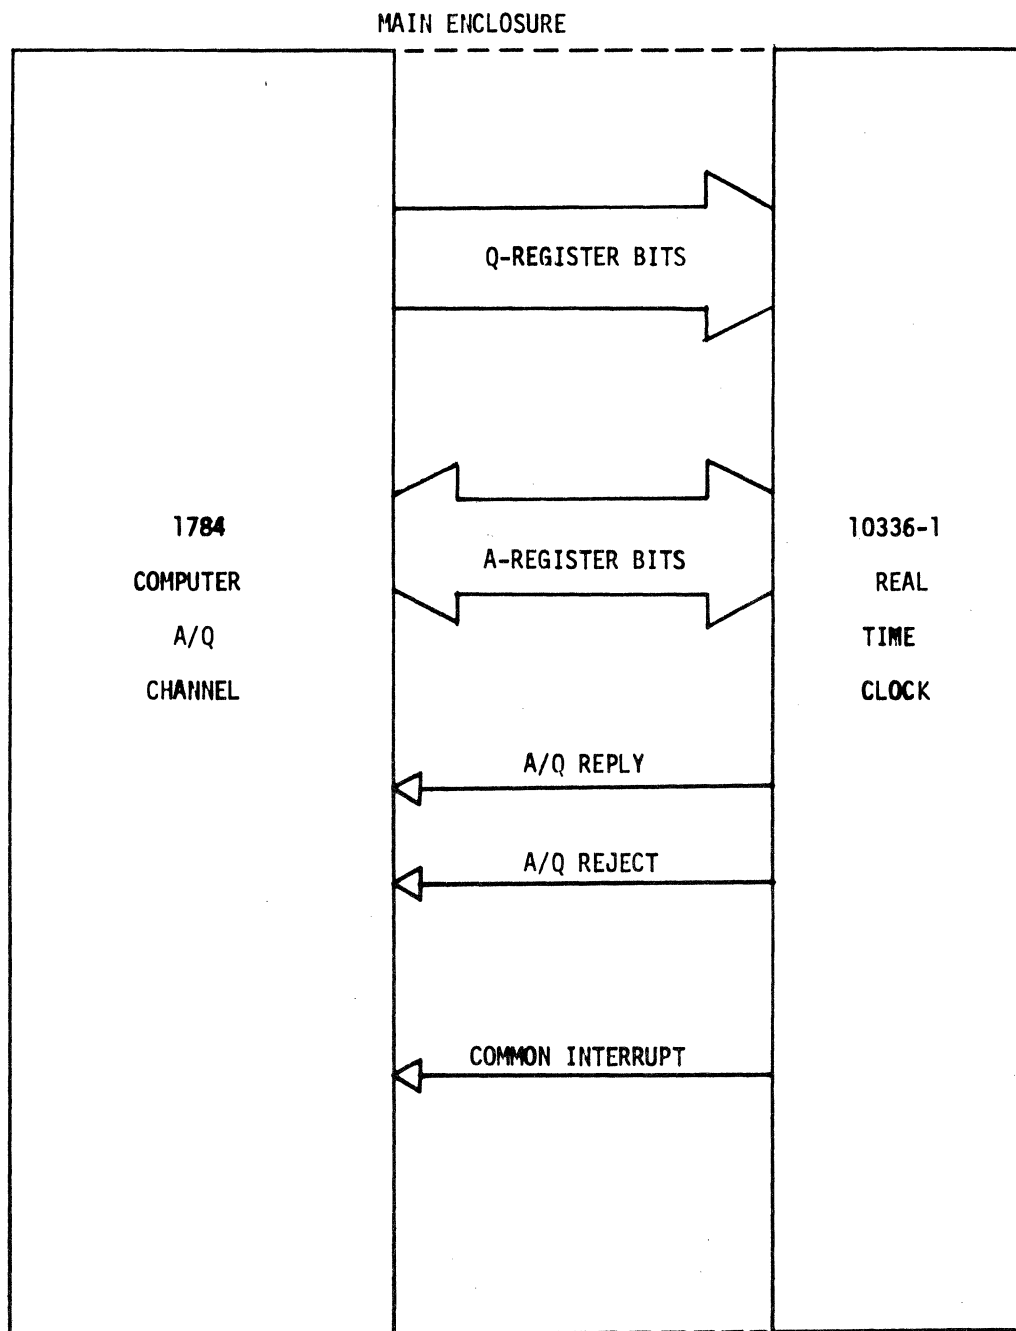 MAIN ENCLOSURE
Q-REGISTER BITS
A-REGISTER BITS
1784
COMPUTER
A/Q
CHANNEL
10336-1
REAL
TIME
CLOCK
A/Q REPLY
A/Q REJECT
COMMON INTERRUPT